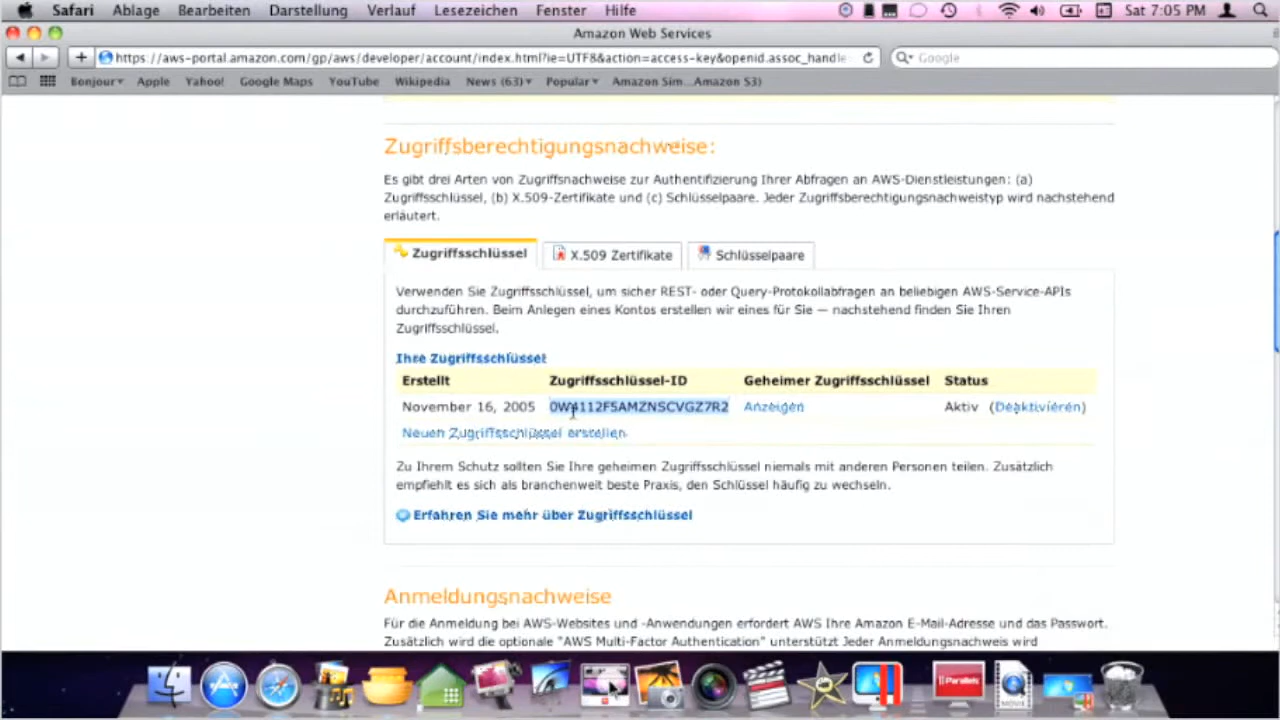 Safari Ablage Bearbeiten Darstellung Verlauf Lesezeichen Fenster Hilfe Sat 7:05 PM
Amazon Web Services
https://aws-portal.amazon.com/gp/aws/developer/account/index.html?ie=UTF8&action=access-key&openid.assoc_handle Google
Bonjour Apple Yahoo! Google Maps YouTube Wikipedia News (63) Popular Amazon Sim...Amazon S3)
Zugriffsberechtigungsnachweise:
Es gibt drei Arten von Zugriffsnachweise zur Authentifizierung Ihrer Abfragen an AWS-Dienstleistungen: (a)
Zugriffsschlüssel, (b) X.509-Zertifikate und (c) Schlüsselpaare. Jeder Zugriffsberechtigungsnachweistyp wird nachstehend
erläutert.
Zugriffsschlüssel X.509 Zertifikate Schlüsselpaare
Verwenden Sie Zugriffsschlüssel, um sicher REST- oder Query-Protokollabfragen an beliebigen AWS-Service-APIs
durchzuführen. Beim Anlegen eines Kontos erstellen wir eines für Sie — nachstehend finden Sie Ihren
Zugriffsschlüssel.
Ihre Zugriffsschlüssel
Erstellt Zugriffsschlüssel-ID Geheimer Zugriffsschlüssel Status
November 16, 2005 0W4112F5AMZNSCVGZ7R2 Anzeigen Aktiv (Deaktivieren)
Neuen Zugriffsschlüssel erstellen
Zu Ihrem Schutz sollten Sie Ihre geheimen Zugriffsschlüssel niemals mit anderen Personen teilen. Zusätzlich
empfiehlt es sich als branchenweit beste Praxis, den Schlüssel häufig zu wechseln.
Erfahren Sie mehr über Zugriffsschlüssel
Anmeldungsnachweise
Für die Anmeldung bei AWS-Websites und -Anwendungen erfordert AWS Ihre Amazon E-Mail-Adresse und das Passwort.
Zusätzlich wird die optionale "AWS Multi-Factor Authentication" unterstützt Jeder Anmeldungsnachweis wird
Parallels
MOVIE